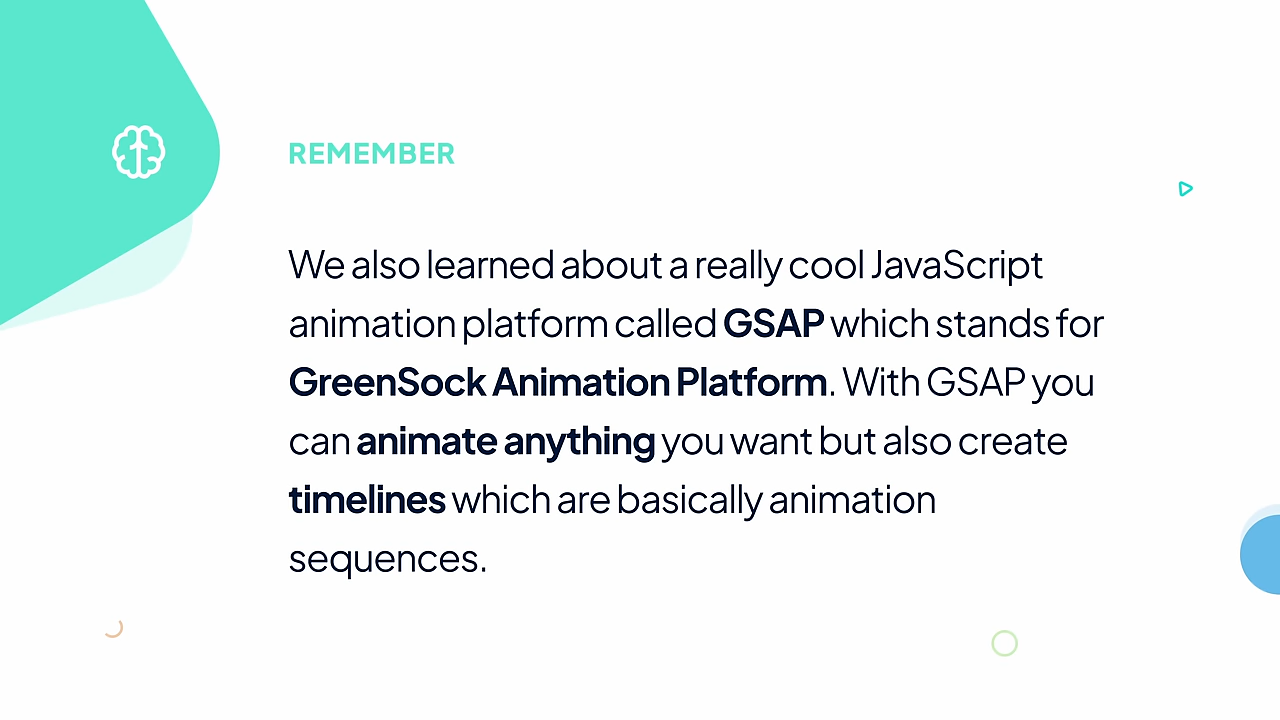 REMEMBER
We also learned about a really cool JavaScript
animation platform called GSAP which stands for
GreenSock Animation Platform. With GSAP you
can animate anything you want but also create
timelines which are basically animation
sequences.